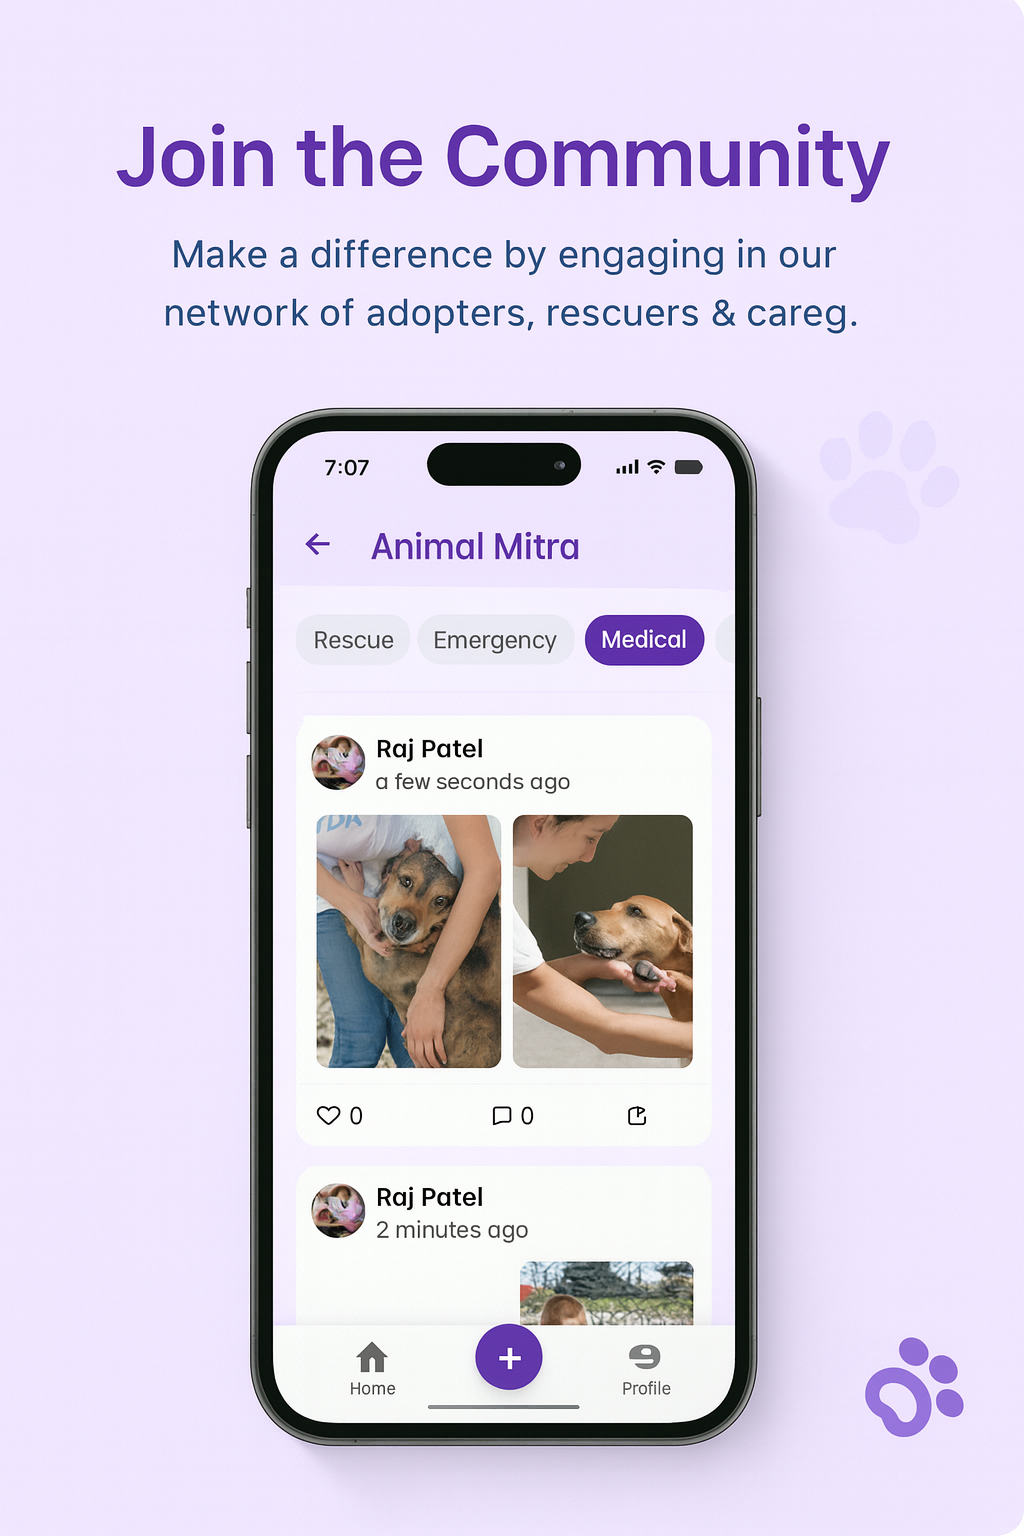 Join the Community
Make a difference by engaging in our
network of adopters, rescuers & careg.
7:07
Animal Mitra
Rescue Emergency Medical
Raj Patel
a few seconds ago
0 0
Raj Patel
2 minutes ago
Home Profile